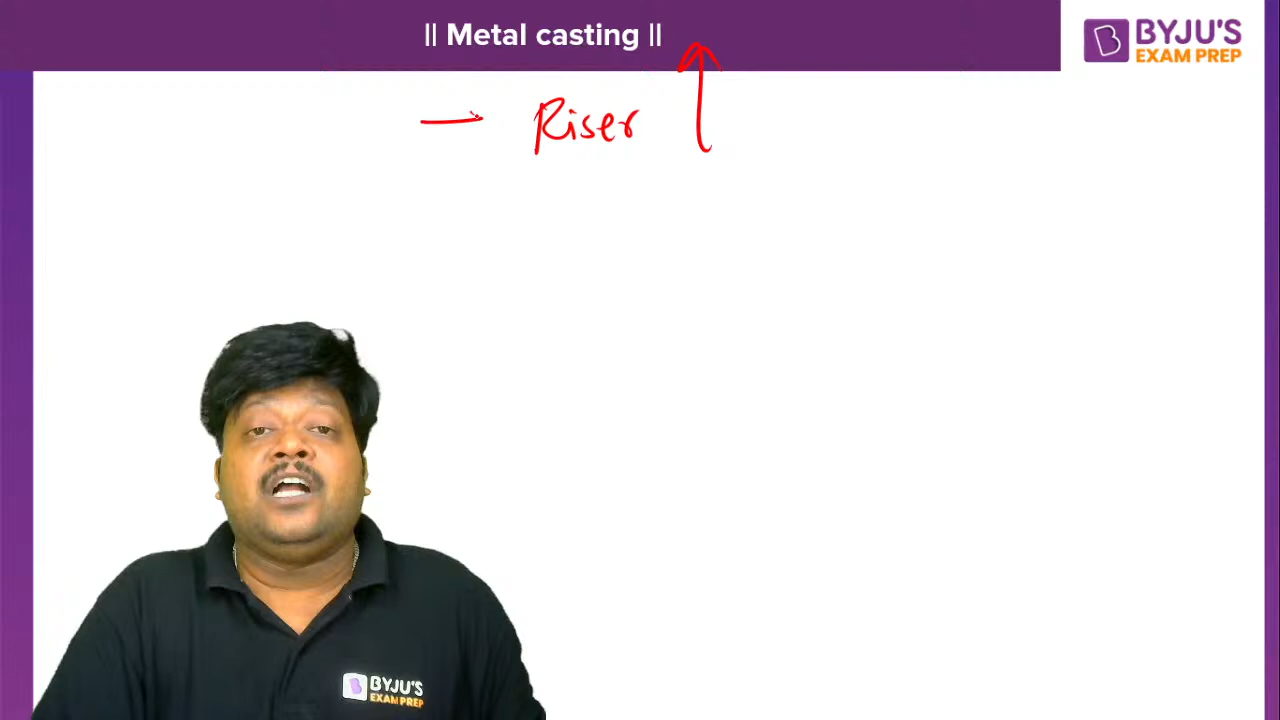 || Metal casting ||
BYJU'S
EXAM PREP
– Riser ↑
BYJU'S
EXAM PREP